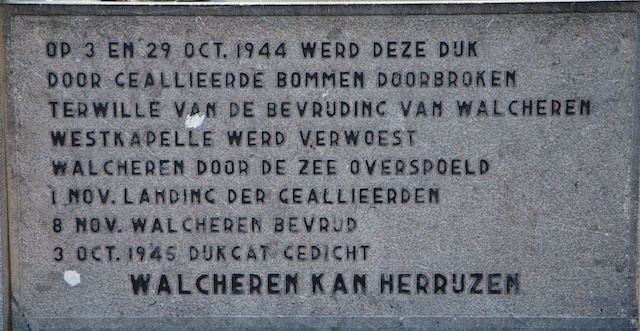 OP 3 EN 29 OCT. 1944 WERD DEZE DIJK
DOOR GEALLIEERDE BOMMEN DOORBROKEN
TERWILLE VAN DE BEVRIJDING VAN WALCHEREN
WESTKAPELLE WERD VERWOEST
WALCHEREN DOOR DE ZEE OVERSPOELD
1 NOV. LANDING DER GEALLIEERDEN
8 NOV. WALCHEREN BEVRIJD
3 OCT. 1945 DIJKGAT GEDICHT
WALCHEREN KAN HERRIJZEN